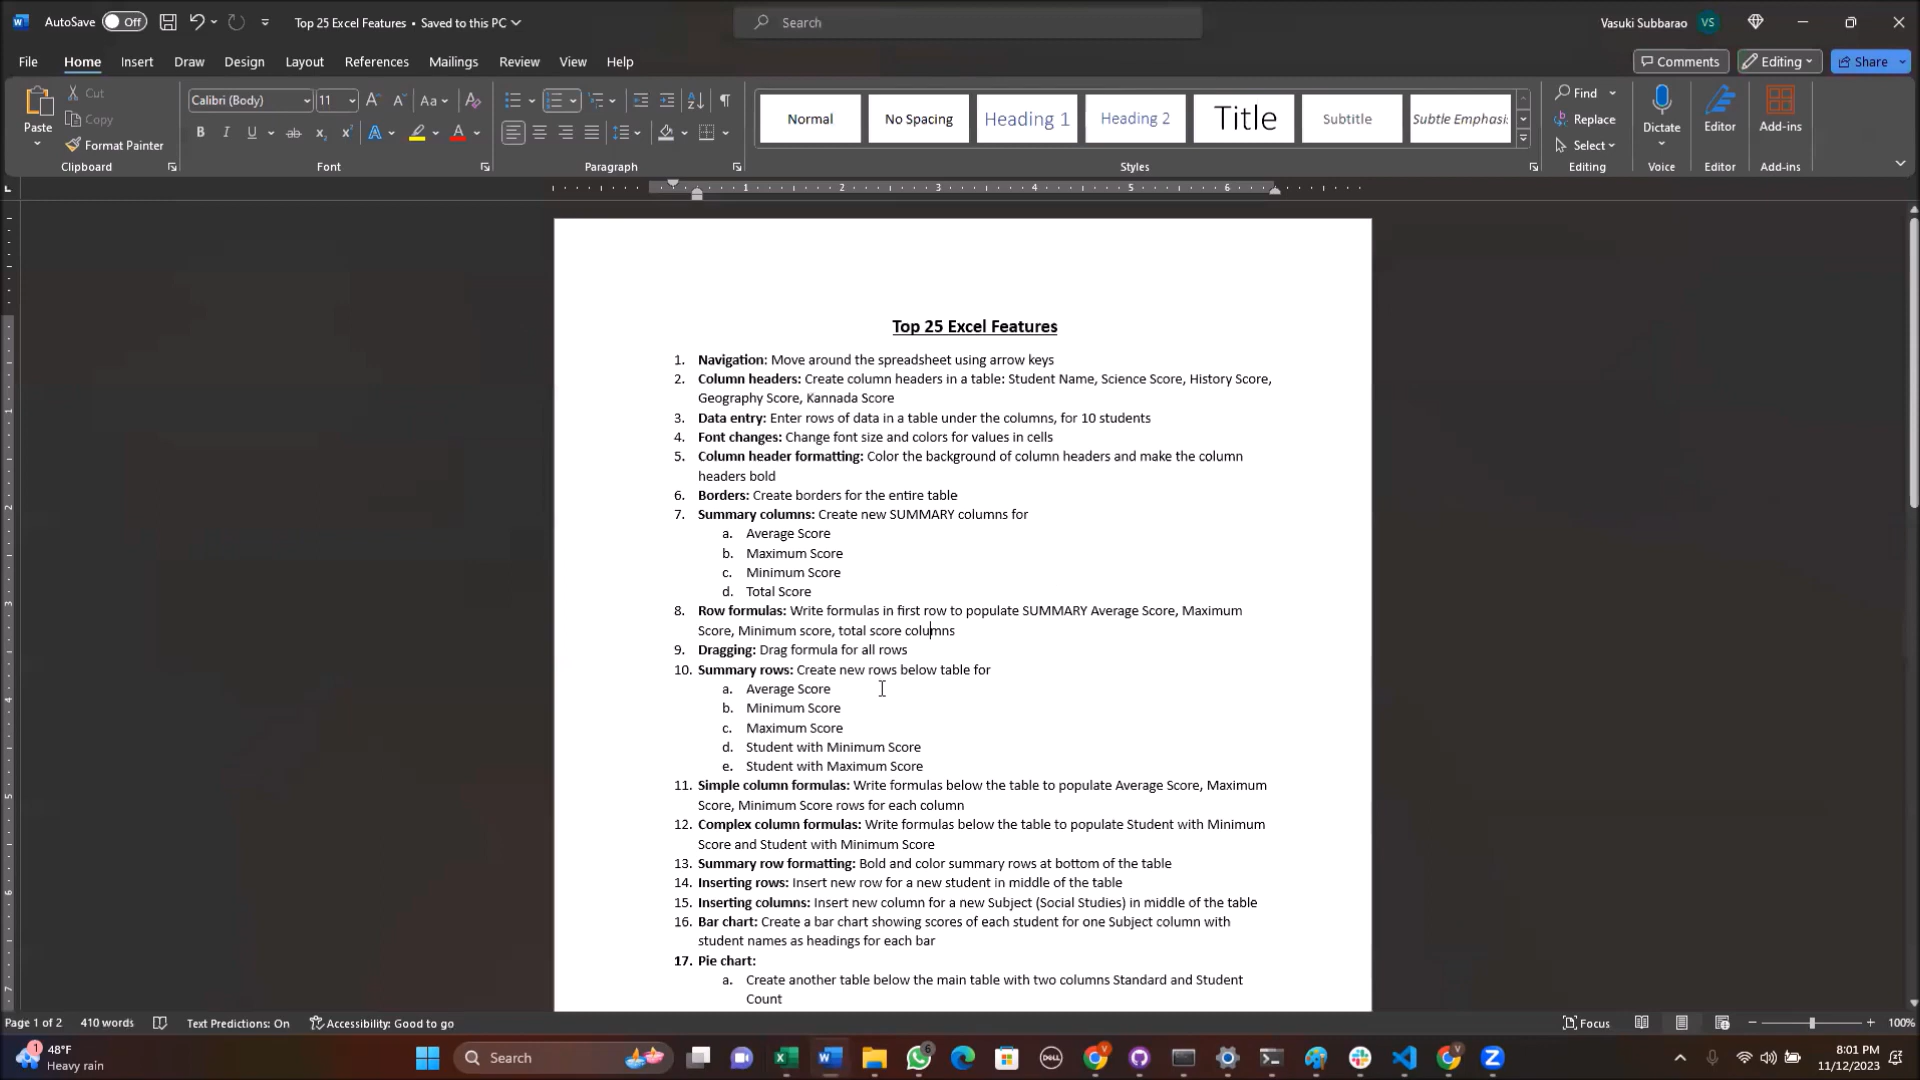 AutoSave Off Top 25 Excel Features • Saved to this PC Search Vasuki Subbarao VS
File Home Insert Draw Design Layout References Mailings Review View Help Comments Editing Share
Paste Cut Copy Format Painter Clipboard
Calibri (Body) 11 Font
Paragraph
Normal No Spacing Heading 1 Heading 2 Title Subtitle Subtle Emphasi: Styles
Find Replace Select Editing
Dictate Voice
Editor Editor
Add-ins Add-ins
1 2 3 4 5 6
Top 25 Excel Features
1. Navigation: Move around the spreadsheet using arrow keys
2. Column headers: Create column headers in a table: Student Name, Science Score, History Score,
Geography Score, Kannada Score
3. Data entry: Enter rows of data in a table under the columns, for 10 students
4. Font changes: Change font size and colors for values in cells
5. Column header formatting: Color the background of column headers and make the column
headers bold
6. Borders: Create borders for the entire table
7. Summary columns: Create new SUMMARY columns for
a. Average Score
b. Maximum Score
c. Minimum Score
d. Total Score
8. Row formulas: Write formulas in first row to populate SUMMARY Average Score, Maximum
Score, Minimum score, total score columns
9. Dragging: Drag formula for all rows
10. Summary rows: Create new rows below table for
a. Average Score
b. Minimum Score
c. Maximum Score
d. Student with Minimum Score
e. Student with Maximum Score
11. Simple column formulas: Write formulas below the table to populate Average Score, Maximum
Score, Minimum Score rows for each column
12. Complex column formulas: Write formulas below the table to populate Student with Minimum
Score and Student with Minimum Score
13. Summary row formatting: Bold and color summary rows at bottom of the table
14. Inserting rows: Insert new row for a new student in middle of the table
15. Inserting columns: Insert new column for a new Subject (Social Studies) in middle of the table
16. Bar chart: Create a bar chart showing scores of each student for one Subject column with
student names as headings for each bar
17. Pie chart:
a. Create another table below the main table with two columns Standard and Student
Count
Page 1 of 2 410 words Text Predictions: On Accessibility: Good to go Focus 100%
1 48°F Heavy rain Search 6 DELL 8:01 PM
11/12/2023